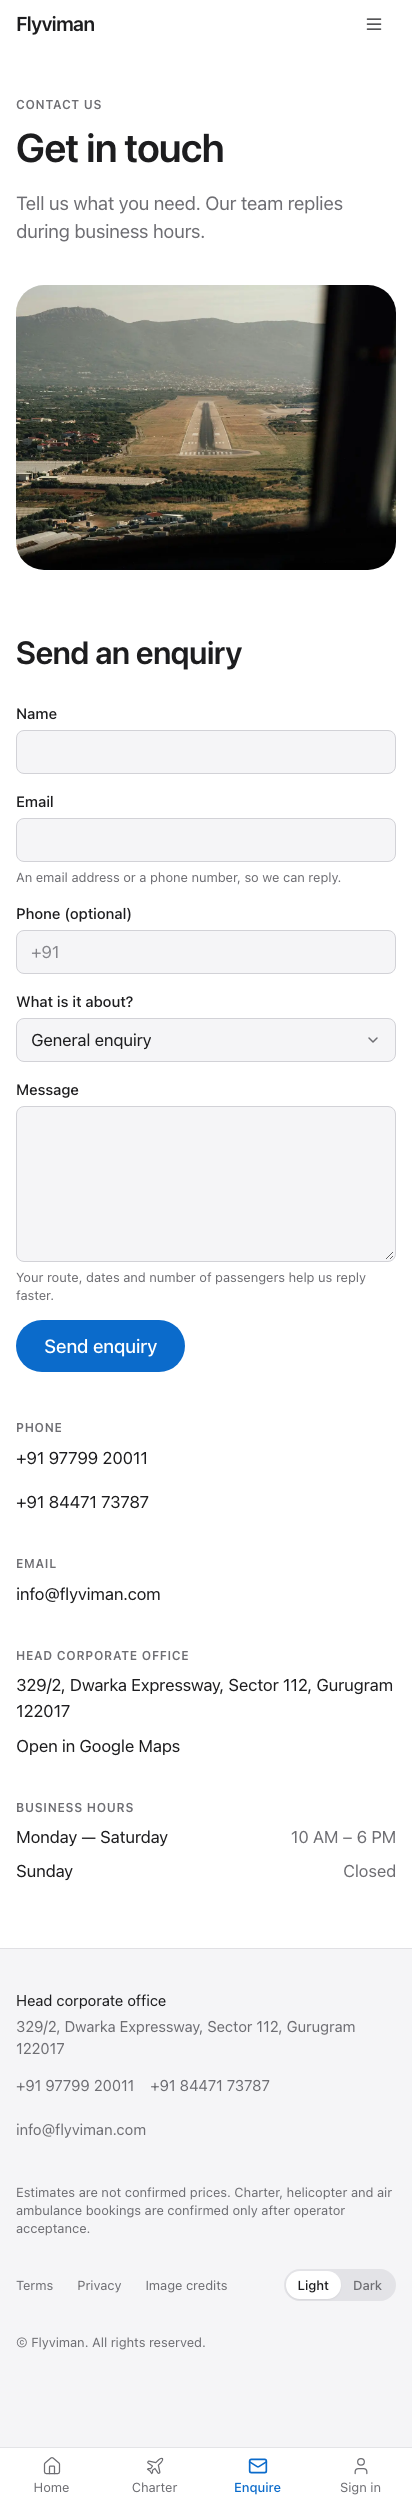 Flyviman
CONTACT US
Get in touch
Tell us what you need. Our team replies
during business hours.
Send an enquiry
Name
Email
An email address or a phone number, so we can reply.
Phone (optional)
+91
What is it about?
General enquiry
Message
Your route, dates and number of passengers help us reply
faster.
Send enquiry
PHONE
+91 97799 20011
+91 84471 73787
EMAIL
info@flyviman.com
HEAD CORPORATE OFFICE
329/2, Dwarka Expressway, Sector 112, Gurugram
122017
Open in Google Maps
BUSINESS HOURS
Monday — Saturday 10 AM – 6 PM
Sunday Closed
Head corporate office
329/2, Dwarka Expressway, Sector 112, Gurugram
122017
+91 97799 20011 +91 84471 73787
info@flyviman.com
Estimates are not confirmed prices. Charter, helicopter and air
ambulance bookings are confirmed only after operator
acceptance.
Terms Privacy Image credits Light Dark
© Flyviman. All rights reserved.
Home Charter Enquire Sign in